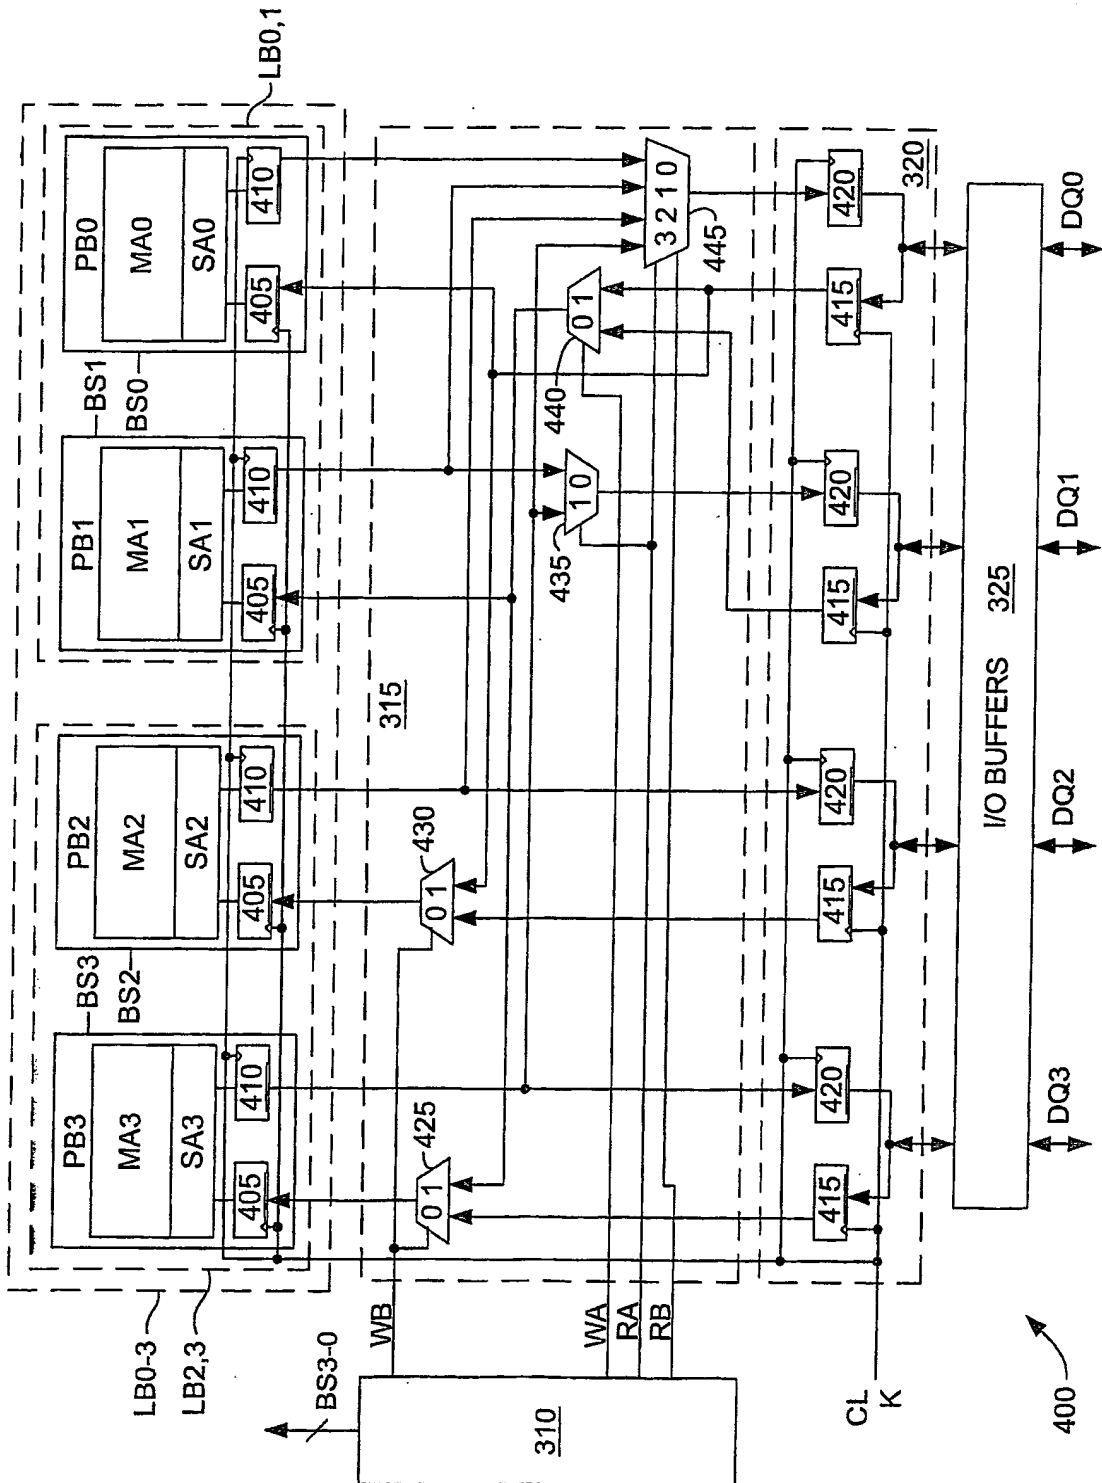 LB0-3
LB2,3
LB0,1
BS3
BS2
BS1
BS0
PB3
MA3
SA3
405
410
PB2
MA2
SA2
405
410
PB1
MA1
SA1
405
410
PB0
MA0
SA0
405
410
BS3-0
310
WB
WA
RA
RB
CL
K
315
0 1
425
0 1
430
1 0
435
0 1
440
3 2 1 0
445
320
415
420
415
420
415
420
415
420
I/O BUFFERS
325
DQ3
DQ2
DQ1
DQ0
400